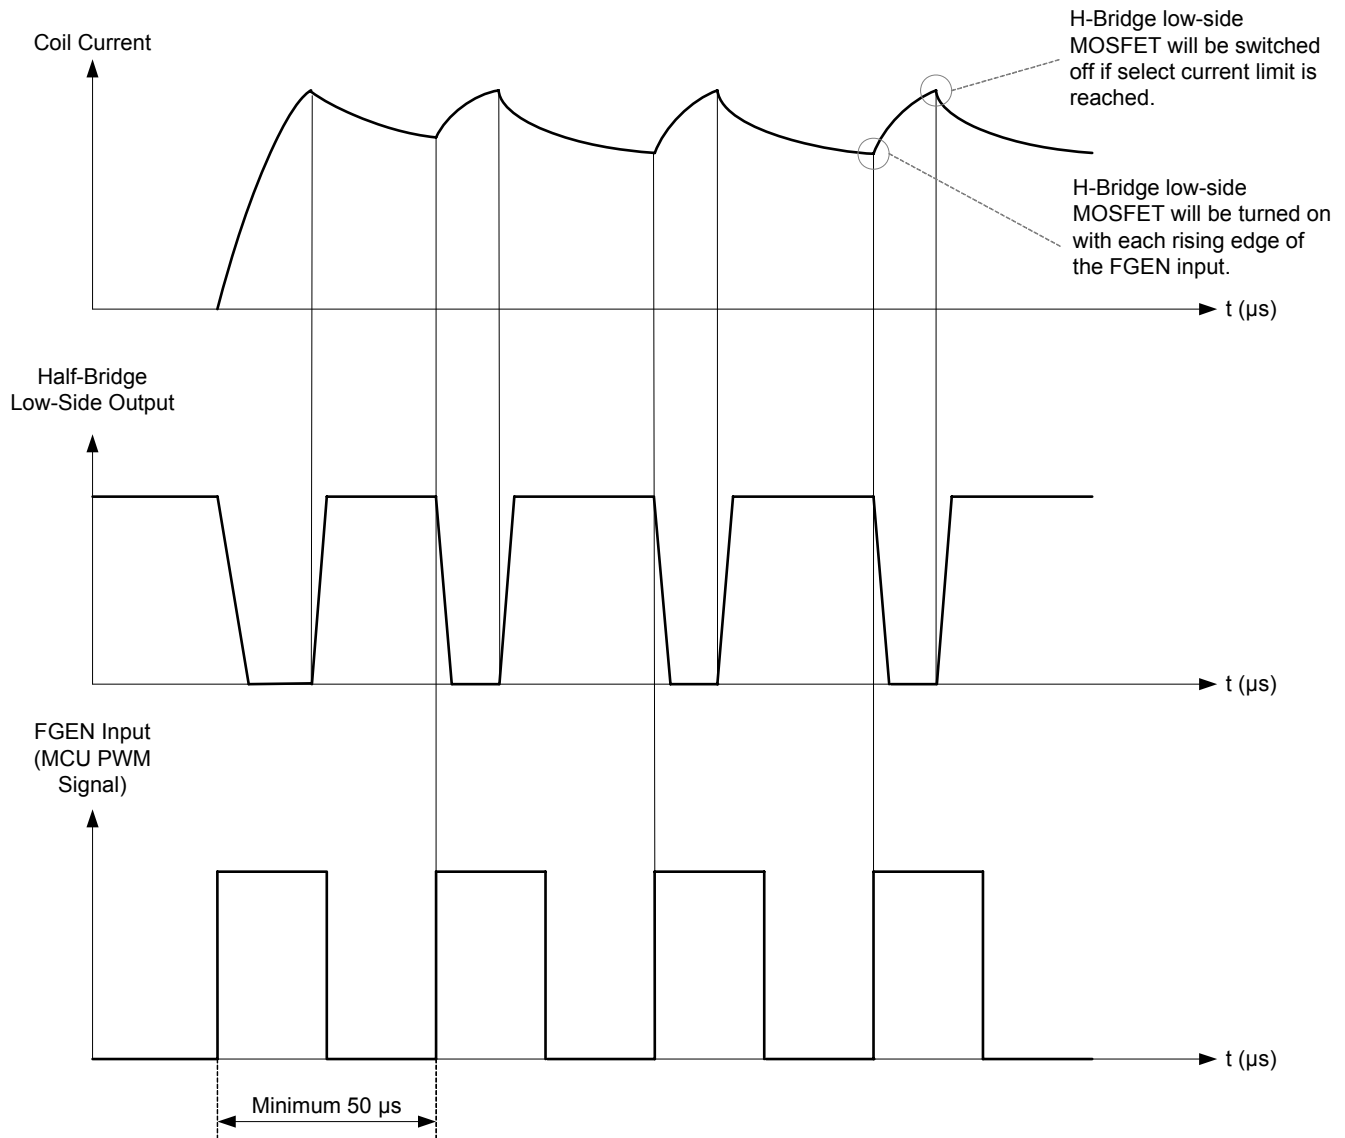 H-Bridge low-side
MOSFET will be switched
off if select current limit is
reached.
Coil Current
H-Bridge low-side
MOSFET will be turned on
with each rising edge of
the FGEN input.
t (µs)
Half-Bridge
Low-Side Output
t (µs)
FGEN Input
(MCU PWM
Signal)
t (µs)
Minimum 50 µs